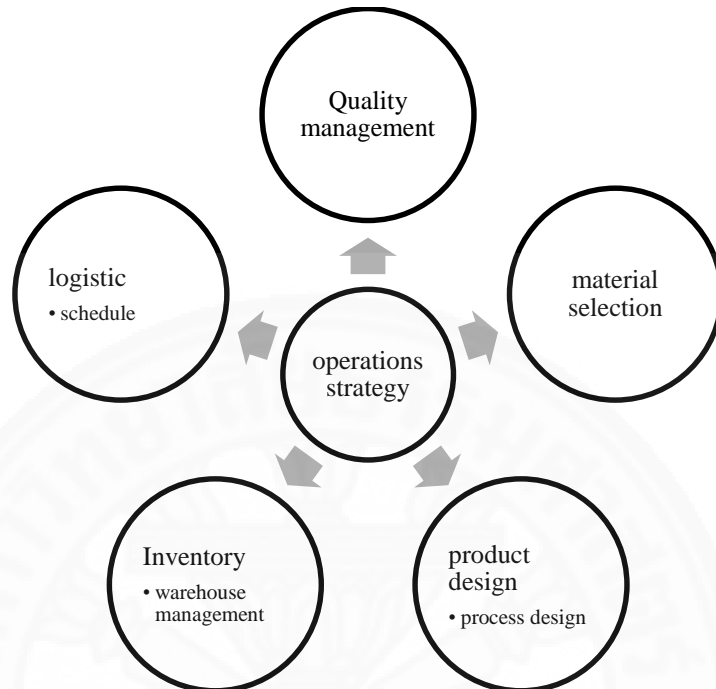 Quality
management
logistic
• schedule
material
selection
operations
strategy
Inventory
• warehouse
management
product
design
• process design